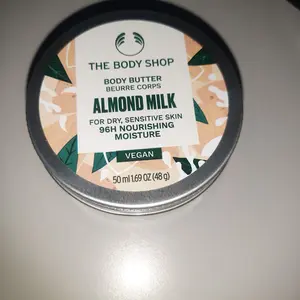 THE BODY SHOP
BODY BUTTER
BEURRE CORPS
ALMOND MILK
FOR DRY, SENSITIVE SKIN
96H NOURISHING
MOISTURE
VEGAN
50 ml 1.69 OZ (48 g)